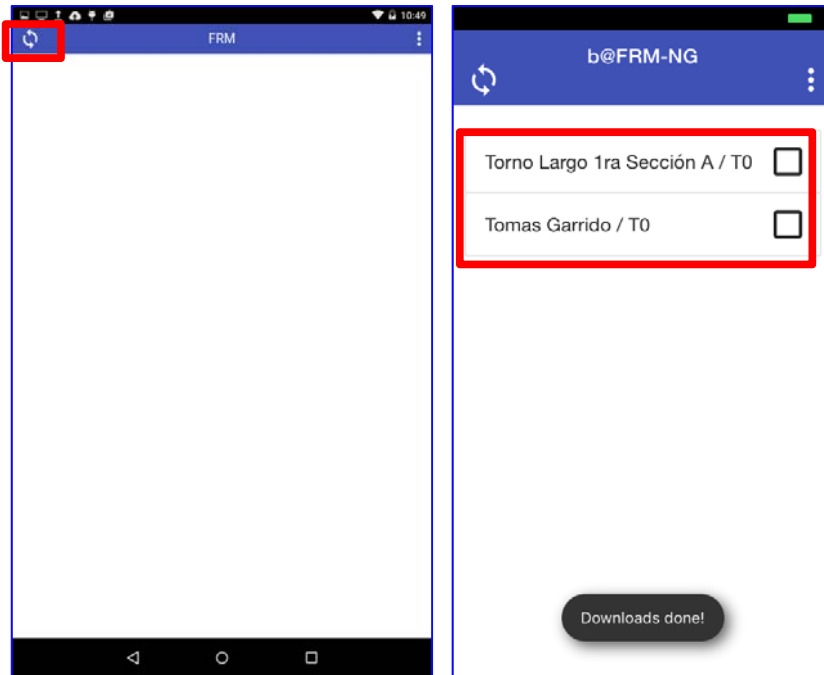 10:49
FRM
b@FRM-NG
Torno Largo 1ra Sección A / T0
Tomas Garrido / T0
Downloads done!